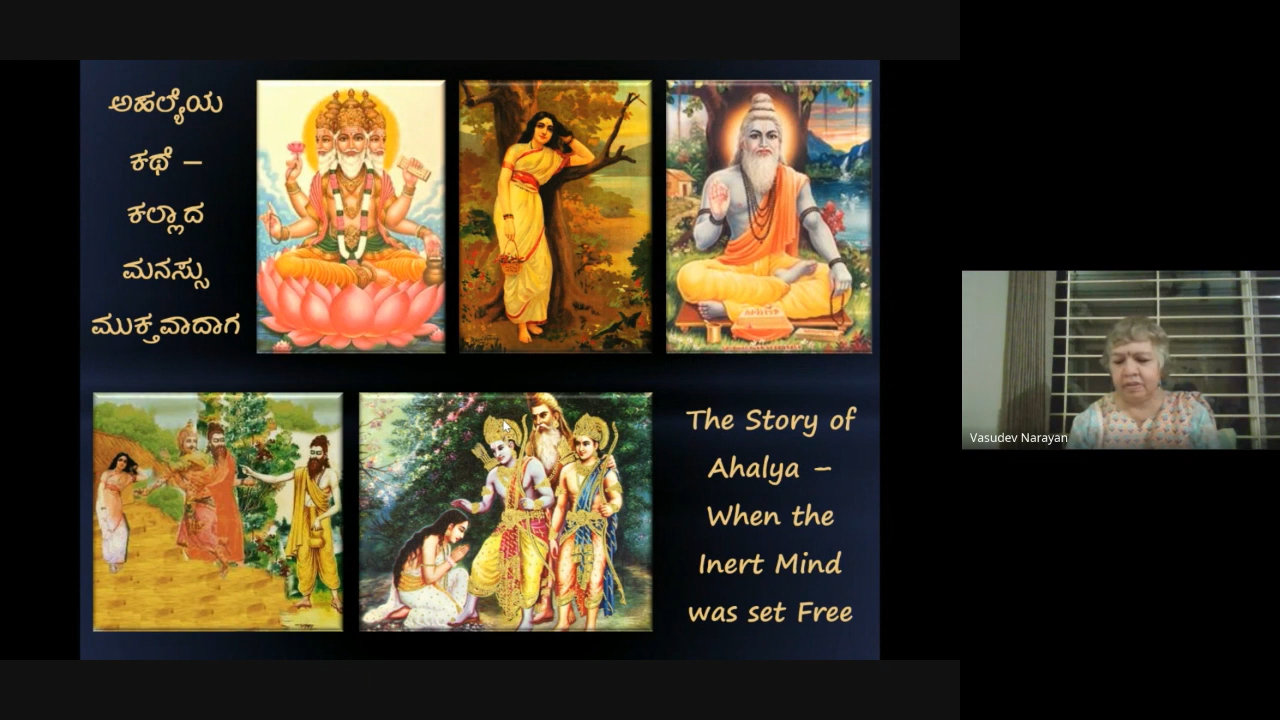 ಅಹಲ್ಯೆಯ
ಕಥೆ –
ಕಲ್ಲಾದ
ಮನಸ್ಸು
ಮುಕ್ತವಾದಾಗ
The Story of
Ahalya –
When the
Inert Mind
was set Free
Vasudev Narayan